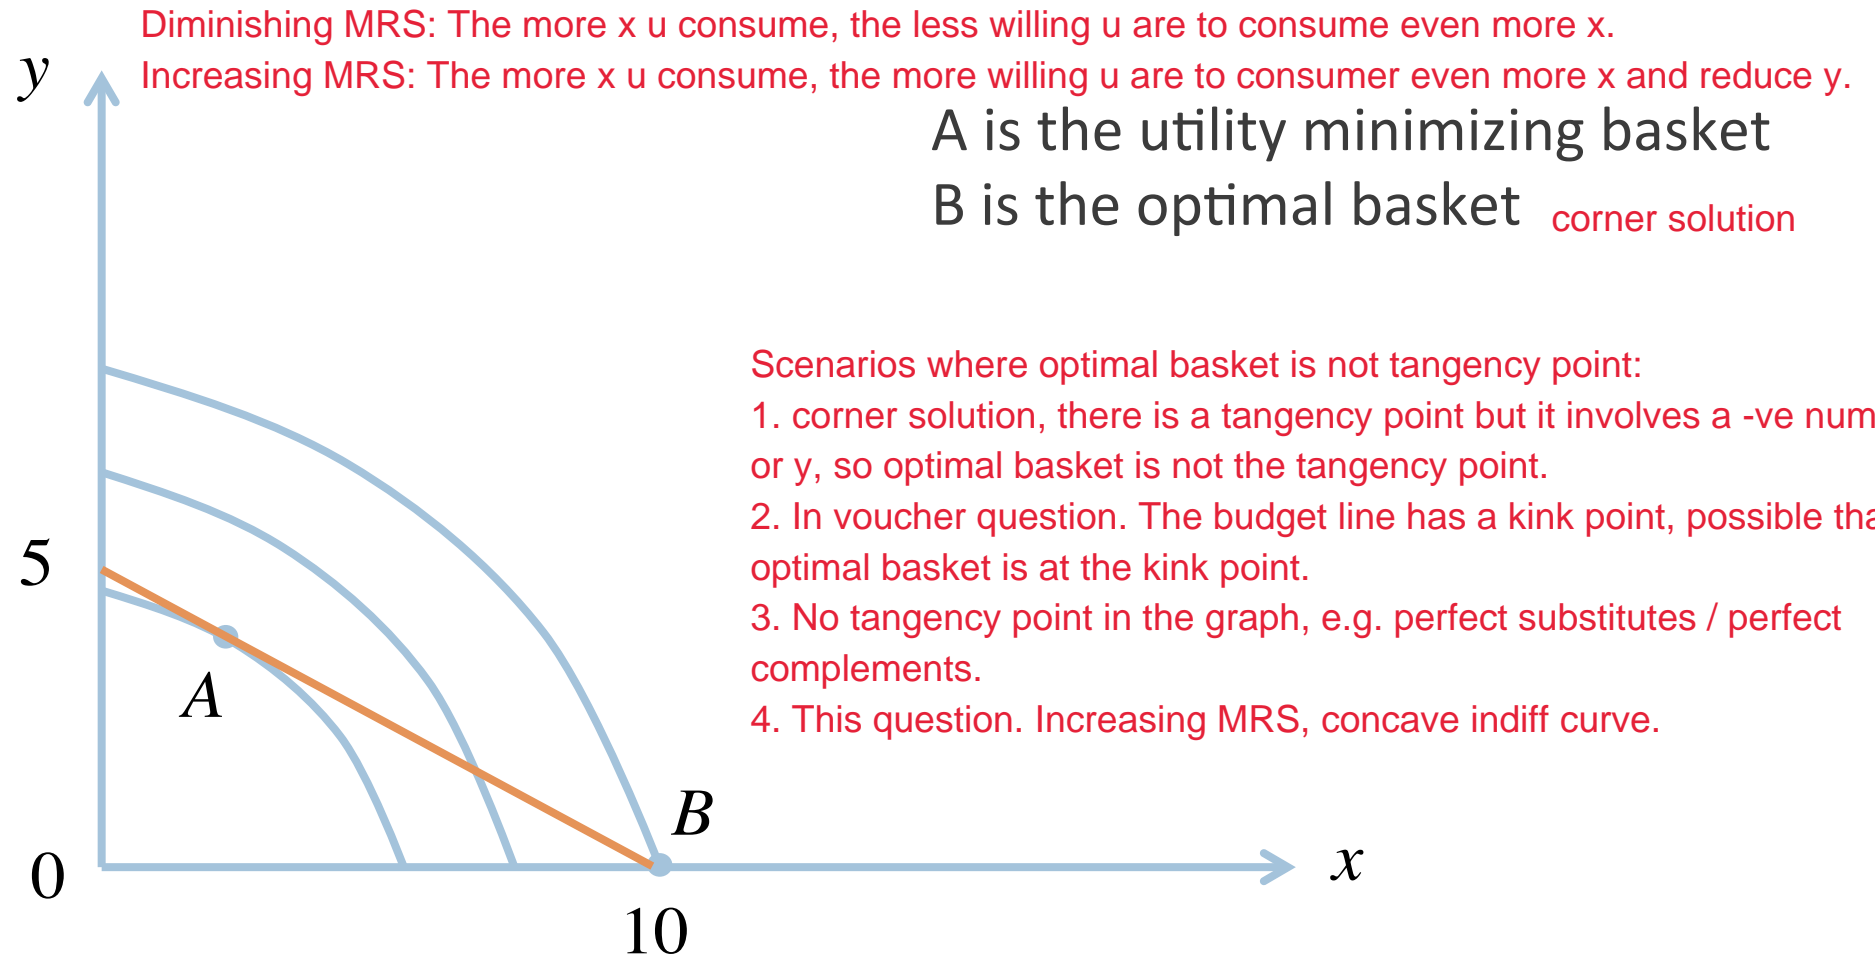 Diminishing MRS: The more x u consume, the less willing u are to consume even more x.
Increasing MRS: The more x u consume, the more willing u are to consumer even more x and reduce y.
y
A is the utility minimizing basket
B is the optimal basket corner solution
Scenarios where optimal basket is not tangency point:
1. corner solution, there is a tangency point but it involves a -ve num
or y, so optimal basket is not the tangency point.
2. In voucher question. The budget line has a kink point, possible tha
optimal basket is at the kink point.
3. No tangency point in the graph, e.g. perfect substitutes / perfect
complements.
4. This question. Increasing MRS, concave indiff curve.
5
A
B
0
x
10